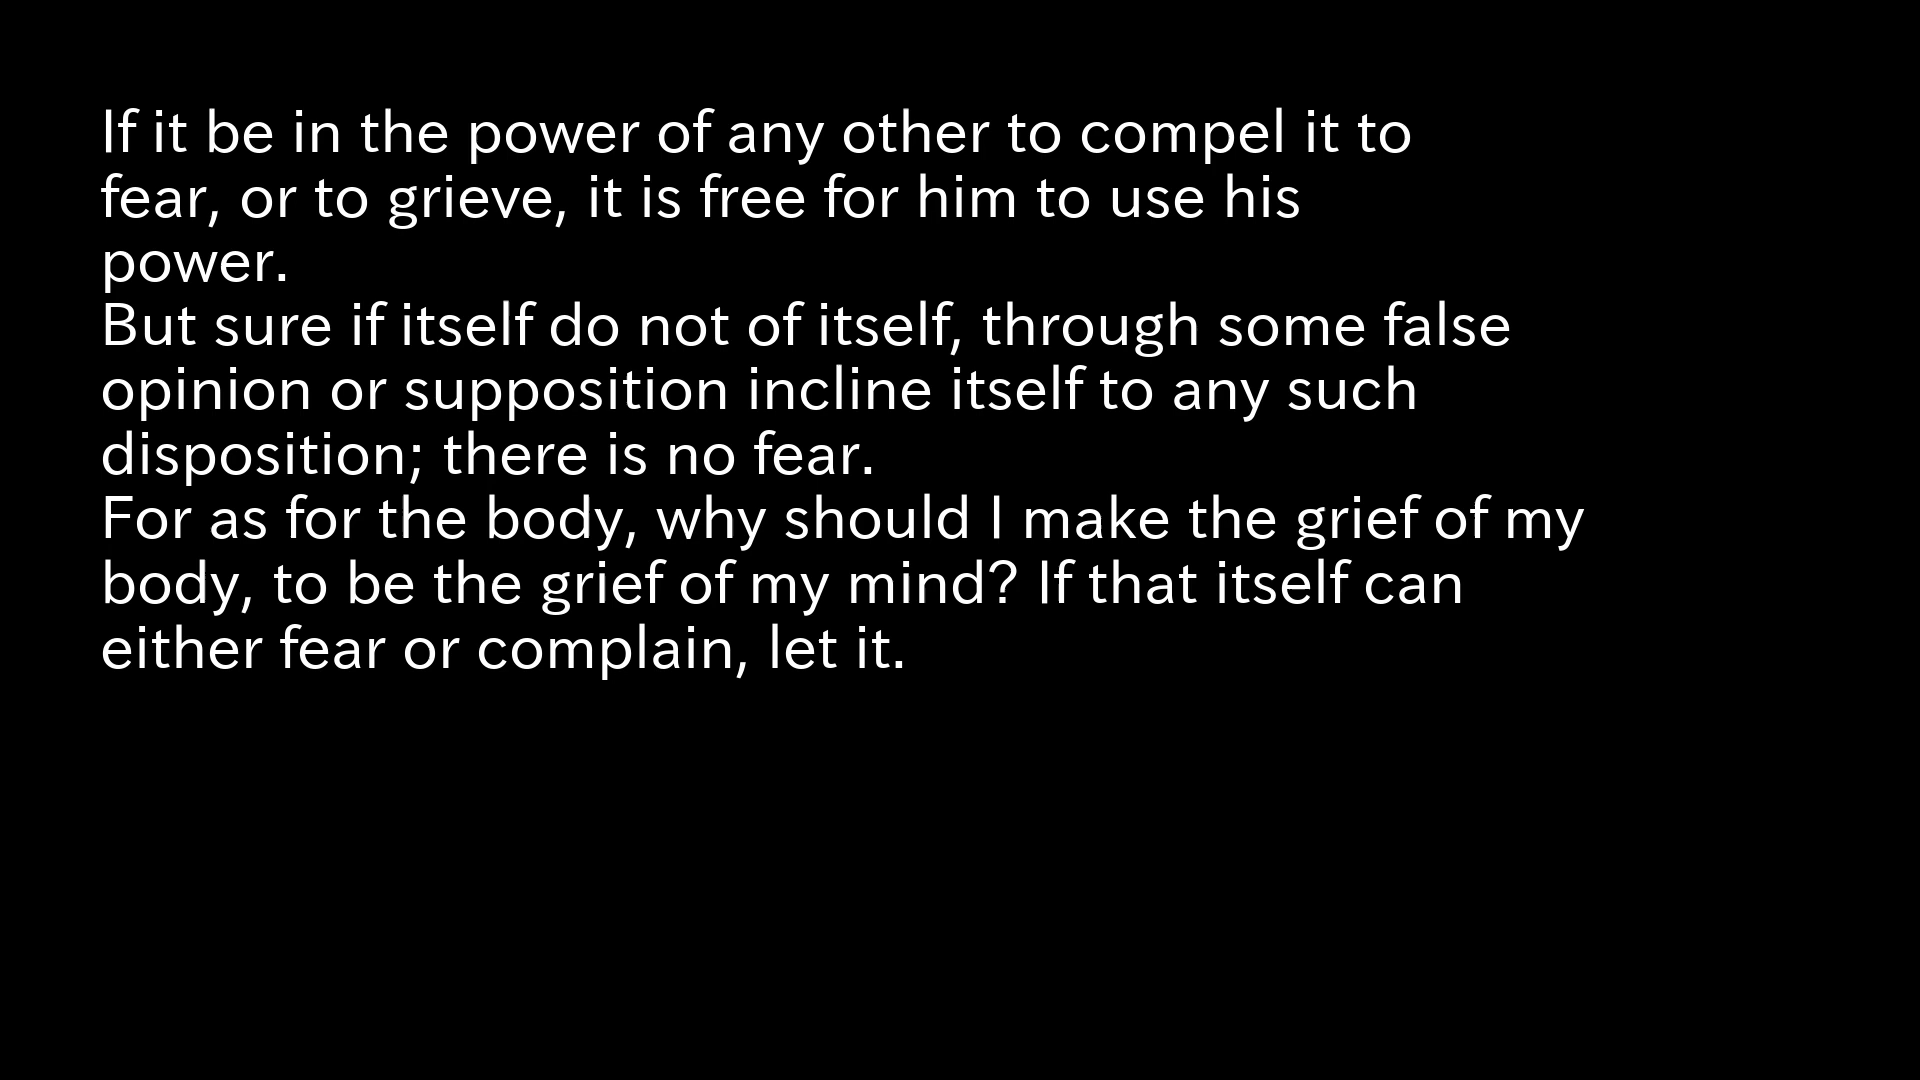 If it be in the power of any other to compel it to
fear, or to grieve, it is free for him to use his
power.
But sure if itself do not of itself, through some false
opinion or supposition incline itself to any such
disposition; there is no fear.
For as for the body, why should I make the grief of my
body, to be the grief of my mind? If that itself can
either fear or complain, let it.